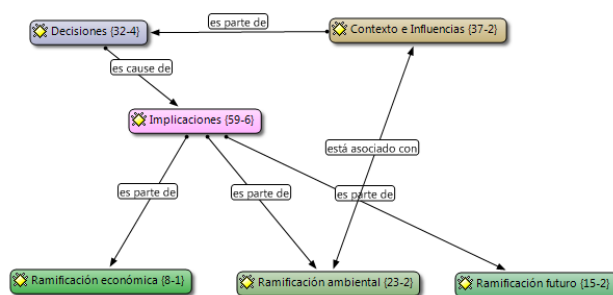 es parte de
Decisiones {32-4}
Contexto e Influencias {37-2}
es cause de
Implicaciones {59-6}
está asociado con
es parte de
es parte de
es parte de
Ramificación económica {8-1}
Ramificación ambiental {23-2}
Ramificación futuro {15-2}